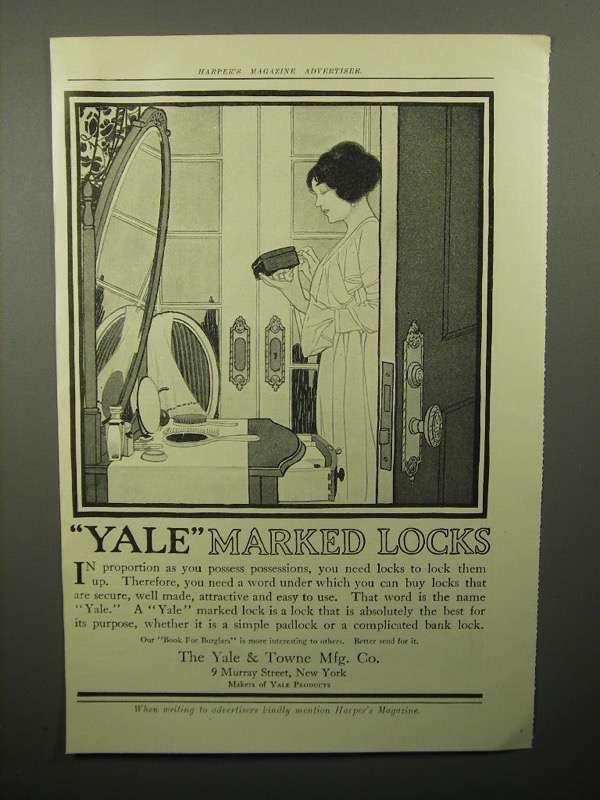 HARPER'S MAGAZINE ADVERTISER.
"YALE" MARKED LOCKS
IN proportion as you possess possessions, you need locks to lock them
up. Therefore, you need a word under which you can buy locks that
are secure, well made, attractive and easy to use. That word is the name
"Yale." A "Yale" marked lock is a lock that is absolutely the best for
its purpose, whether it is a simple padlock or a complicated bank lock.
Our "Book For Burglars" is more interesting to others. Better send for it.
The Yale & Towne Mfg. Co.
9 Murray Street, New York
Makers of YALE PRODUCTS
When writing to advertisers kindly mention Harper's Magazine.